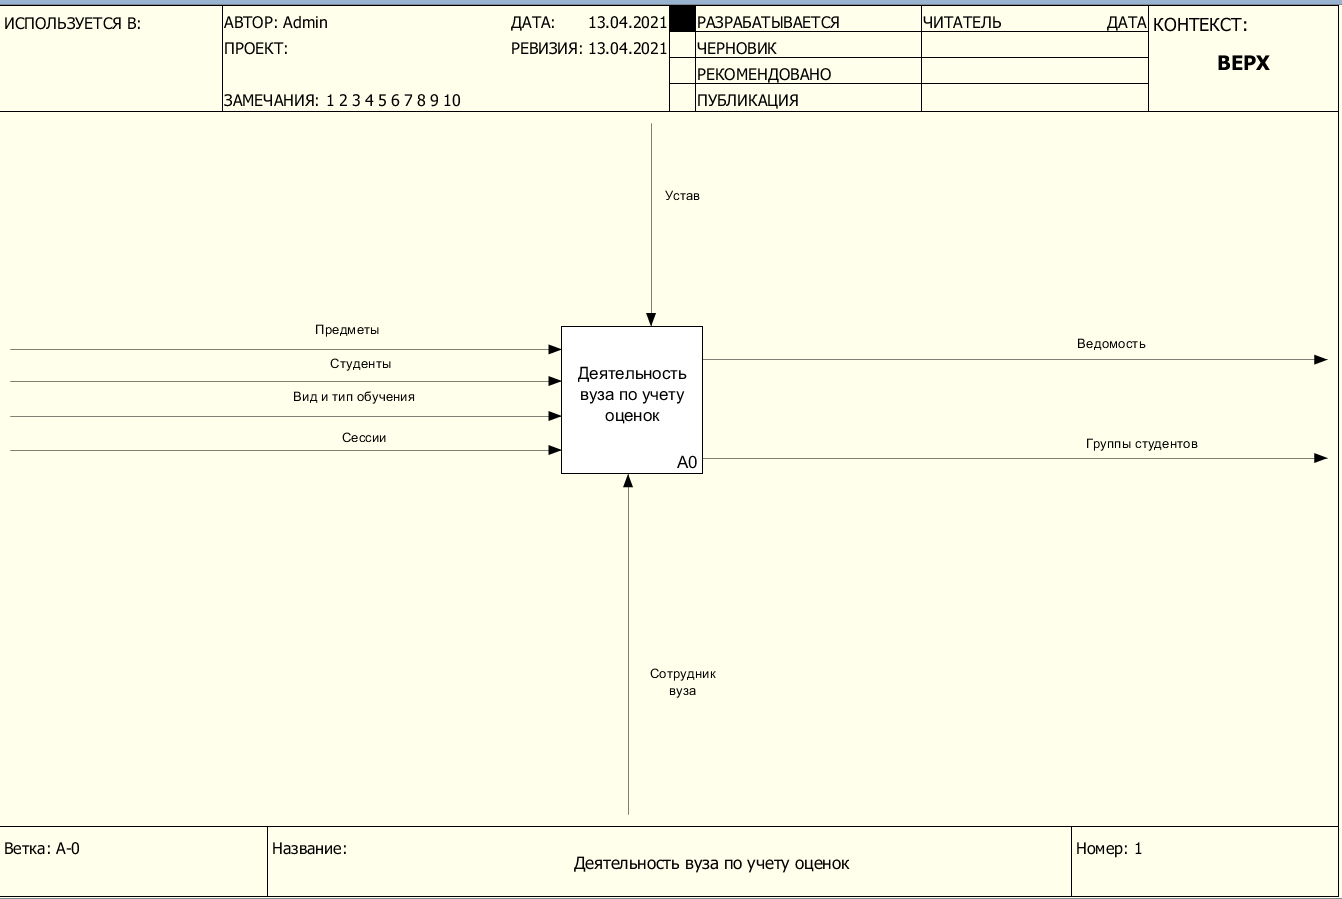 ИСПОЛЬЗУЕТСЯ В:
АВТОР: Admin
ДАТА: 13.04.2021
ПРОЕКТ:
РЕВИЗИЯ: 13.04.2021
ЗАМЕЧАНИЯ: 1 2 3 4 5 6 7 8 9 10
РАЗРАБАТЫВАЕТСЯ
ЧЕРНОВИК
РЕКОМЕНДОВАНО
ПУБЛИКАЦИЯ
ЧИТАТЕЛЬ
ДАТА
КОНТЕКСТ:
ВЕРХ
Устав
Предметы
Студенты
Вид и тип обучения
Сессии
Деятельность
вуза по учету
оценок
A0
Ведомость
Группы студентов
Сотрудник
вуза
Ветка: A-0
Название:
Деятельность вуза по учету оценок
Номер: 1